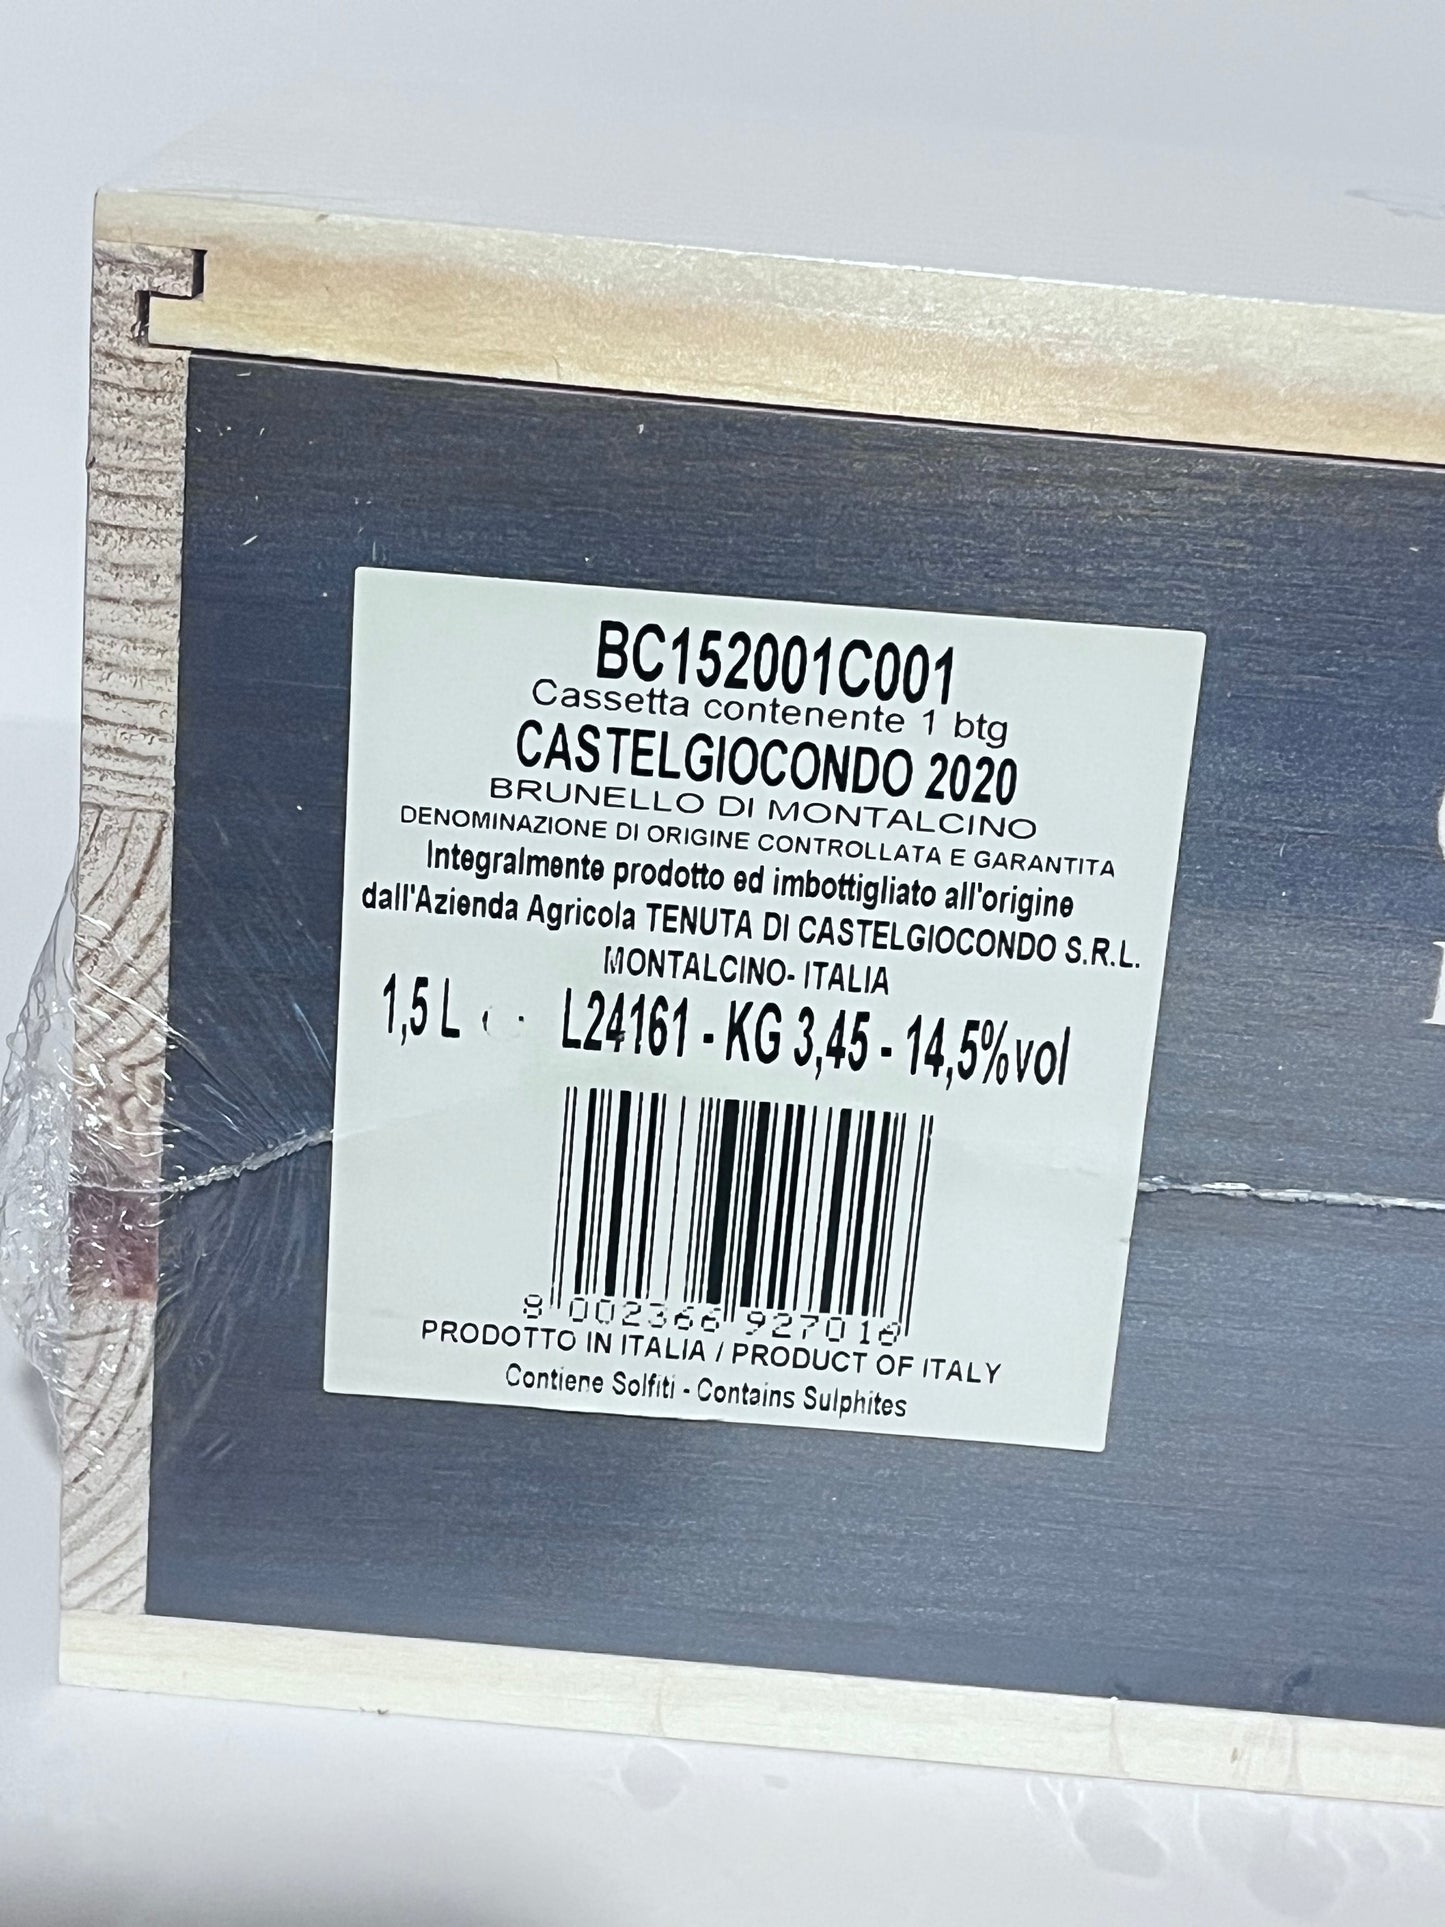 BC152001C001
Cassetta contenente 1 btg
CASTELGIOCONDO 2020
BRUNELLO DI MONTALCINO
DENOMINAZIONE DI ORIGINE CONTROLLATA E GARANTITA
Integralmente prodotto ed imbottigliato all'origine
dall'Azienda Agricola TENUTA DI CASTELGIOCONDO S.R.L.
MONTALCINO- ITALIA
1,5 L L24161 - KG 3,45 - 14,5% vol
8 002366 927018
PRODOTTO IN ITALIA / PRODUCT OF ITALY
Contiene Solfiti - Contains Sulphites